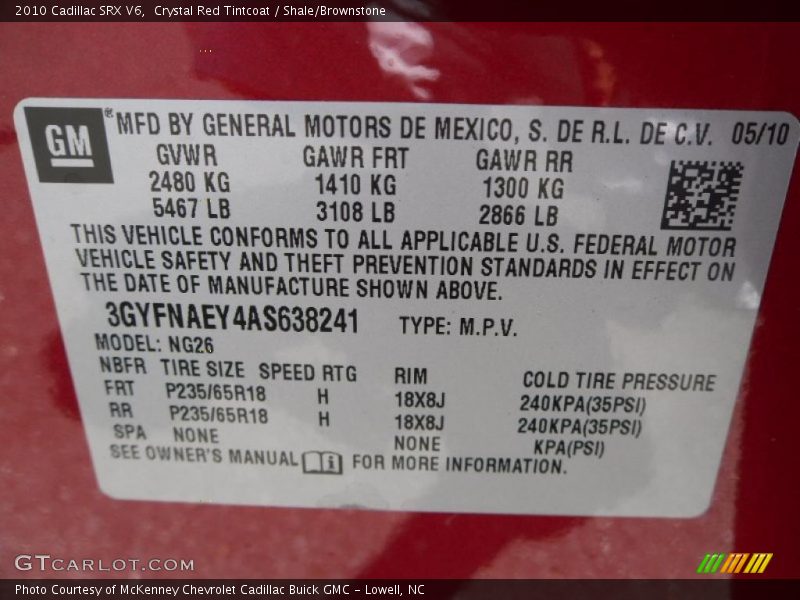 2010 Cadillac SRX V6, Crystal Red Tintcoat / Shale/Brownstone
GM® MFD BY GENERAL MOTORS DE MEXICO, S. DE R.L. DE C.V. 05/10
GVWR GAWR FRT GAWR RR
2480 KG 1410 KG 1300 KG
5467 LB 3108 LB 2866 LB
THIS VEHICLE CONFORMS TO ALL APPLICABLE U.S. FEDERAL MOTOR
VEHICLE SAFETY AND THEFT PREVENTION STANDARDS IN EFFECT ON
THE DATE OF MANUFACTURE SHOWN ABOVE.
3GYFNAEY4AS638241 TYPE: M.P.V.
MODEL: NG26
NBFR TIRE SIZE SPEED RTG RIM COLD TIRE PRESSURE
FRT P235/65R18 H 18X8J 240KPA(35PSI)
RR P235/65R18 H 18X8J 240KPA(35PSI)
SPA NONE NONE KPA(PSI)
SEE OWNER'S MANUAL FOR MORE INFORMATION.
GTcarlot.com
Photo Courtesy of McKenney Chevrolet Cadillac Buick GMC - Lowell, NC